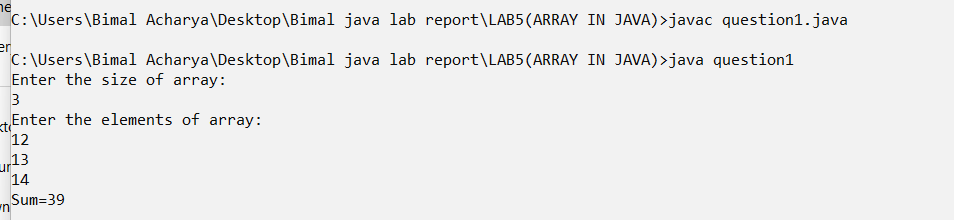 C:\Users\Bimal Acharya\Desktop\Bimal java lab report\LAB5(ARRAY IN JAVA)>javac question1.java
C:\Users\Bimal Acharya\Desktop\Bimal java lab report\LAB5(ARRAY IN JAVA)>java question1
Enter the size of array:
3
Enter the elements of array:
12
13
14
Sum=39